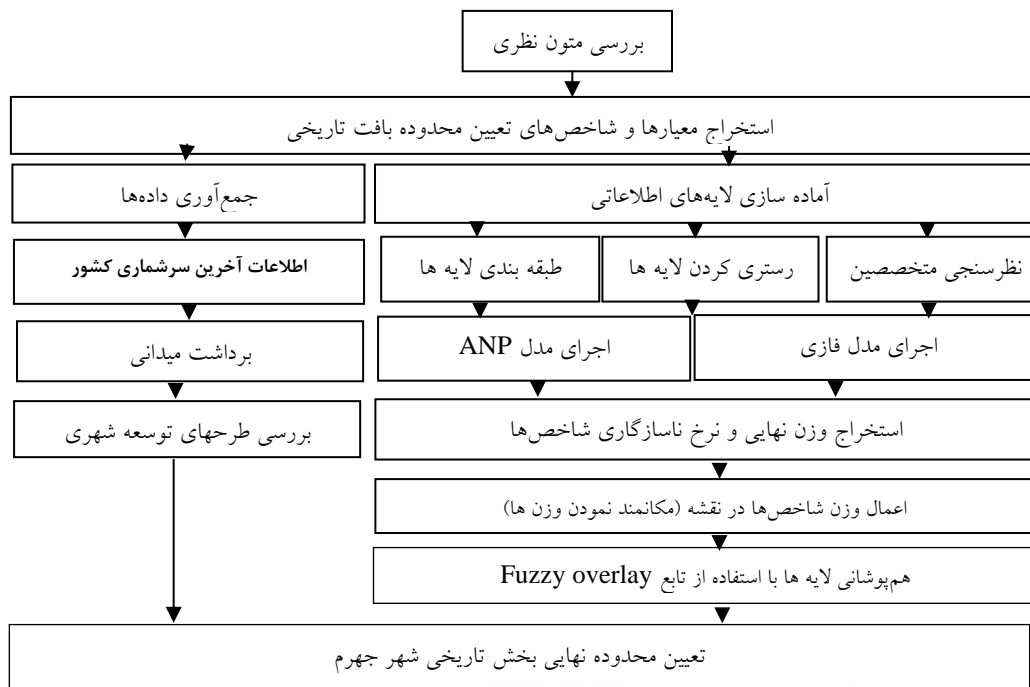 بررسی متون نظری
استخراج معیارها و شاخص‌های تعیین محدوده بافت تاریخی
آماده سازی لایه‌های اطلاعاتی
جمع‌آوری داده‌ها
نظرسنجی متخصصین
رستری کردن لایه ها
طبقه بندی لایه ها
اطلاعات آخرین سرشماری کشور
اجرای مدل فازی
اجرای مدل ANP
برداشت میدانی
استخراج وزن نهایی و نرخ ناسازگاری شاخص‌ها
بررسی طرحهای توسعه شهری
اعمال وزن شاخص‌ها در نقشه (مکانمند نمودن وزن ها)
هم‌پوشانی لایه ها با استفاده از تابع Fuzzy overlay
تعیین محدوده نهایی بخش تاریخی شهر جهرم